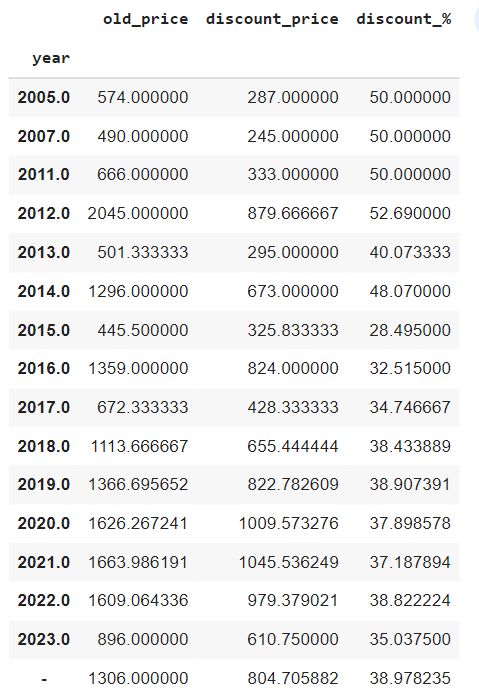 old_price discount_price discount_%
year
2005.0 574.000000 287.000000 50.000000
2007.0 490.000000 245.000000 50.000000
2011.0 666.000000 333.000000 50.000000
2012.0 2045.000000 879.666667 52.690000
2013.0 501.333333 295.000000 40.073333
2014.0 1296.000000 673.000000 48.070000
2015.0 445.500000 325.833333 28.495000
2016.0 1359.000000 824.000000 32.515000
2017.0 672.333333 428.333333 34.746667
2018.0 1113.666667 655.444444 38.433889
2019.0 1366.695652 822.782609 38.907391
2020.0 1626.267241 1009.573276 37.898578
2021.0 1663.986191 1045.536249 37.187894
2022.0 1609.064336 979.379021 38.822224
2023.0 896.000000 610.750000 35.037500
- 1306.000000 804.705882 38.978235